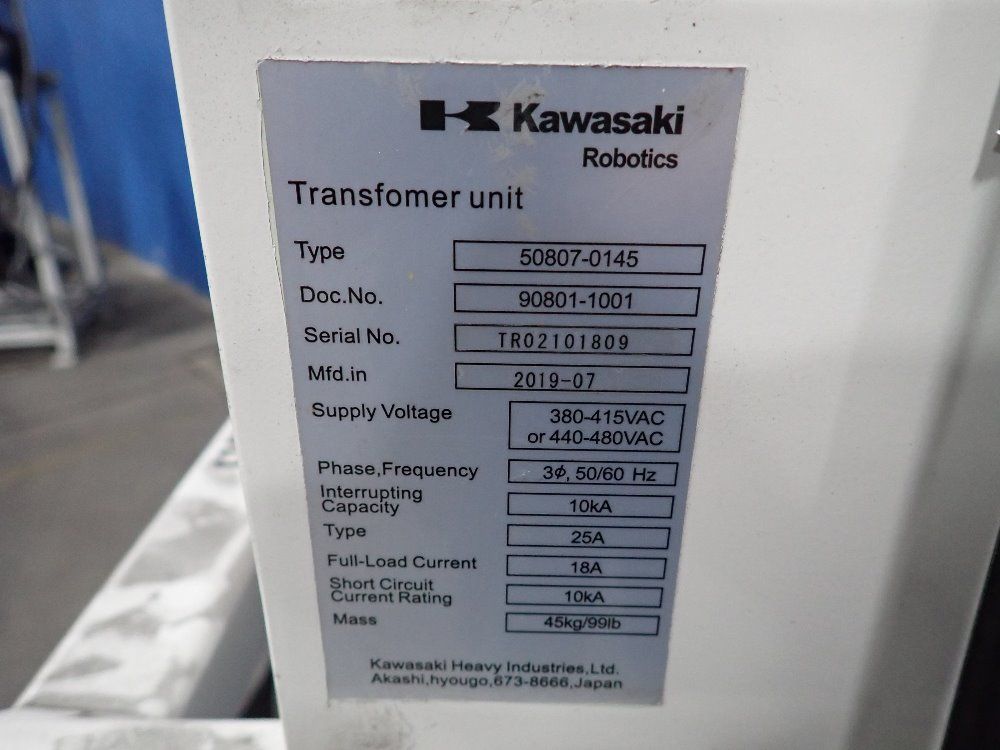 Kawasaki
Robotics
Transfomer unit
Type 50807-0145
Doc.No. 90801-1001
Serial No. TR02101809
Mfd.in 2019-07
Supply Voltage 380-415VAC
or 440-480VAC
Phase,Frequency 3ϕ, 50/60 Hz
Interrupting
Capacity 10kA
Type 25A
Full-Load Current 18A
Short Circuit
Current Rating 10kA
Mass 45kg/99lb
Kawasaki Heavy Industries,Ltd.
Akashi,hyougo,673-8666,Japan